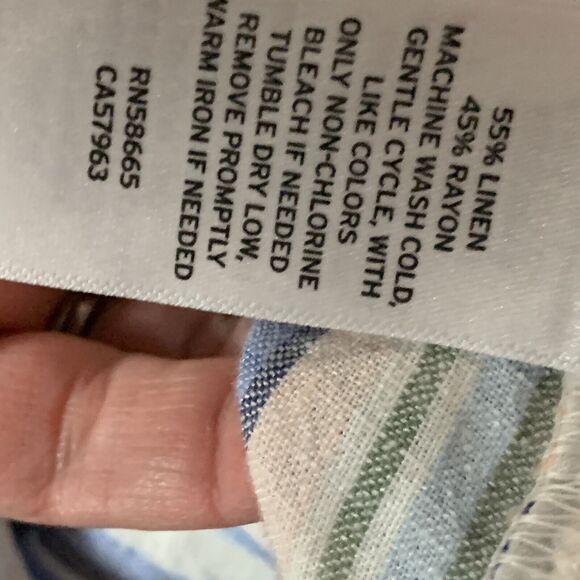 55% LINEN
45% RAYON
MACHINE WASH COLD,
GENTLE CYCLE, WITH
LIKE COLORS
ONLY NON-CHLORINE
BLEACH IF NEEDED
TUMBLE DRY LOW,
REMOVE PROMPTLY
WARM IRON IF NEEDED
RN58665
CA57963